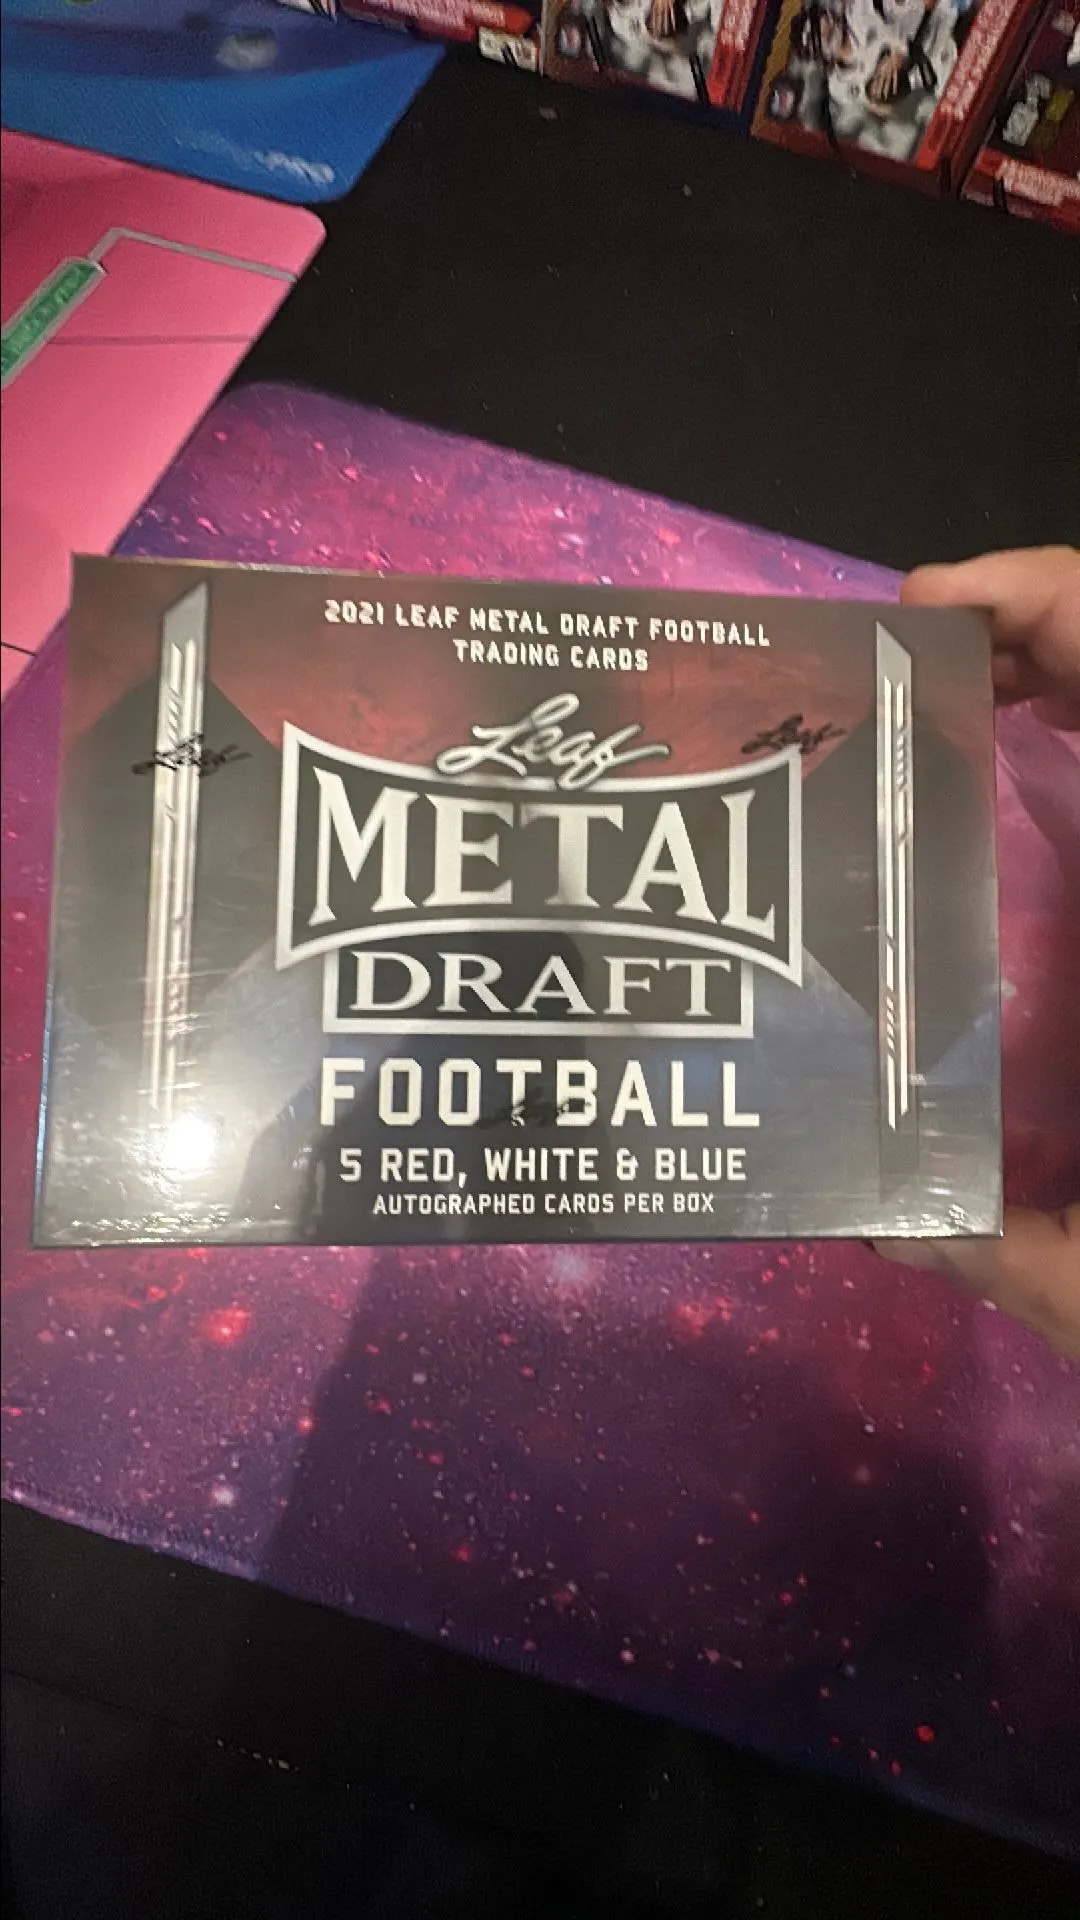 2021 LEAF METAL DRAFT FOOTBALL
TRADING CARDS
Leaf
METAL
DRAFT
FOOTBALL
5 RED, WHITE & BLUE
AUTOGRAPHED CARDS PER BOX